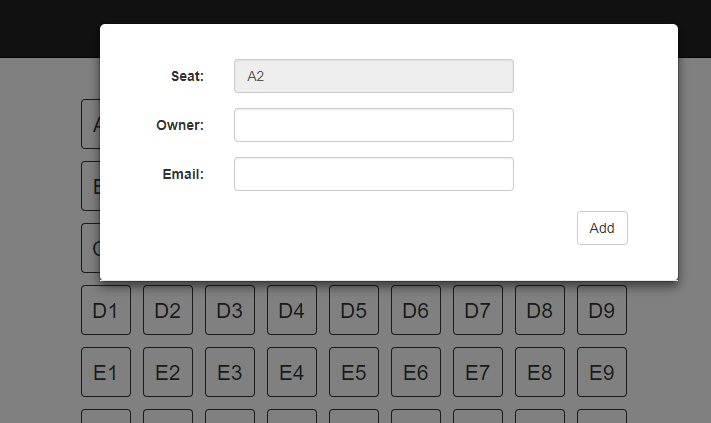 Seat: A2
Owner:
Email:
Add
D1 D2 D3 D4 D5 D6 D7 D8 D9
E1 E2 E3 E4 E5 E6 E7 E8 E9